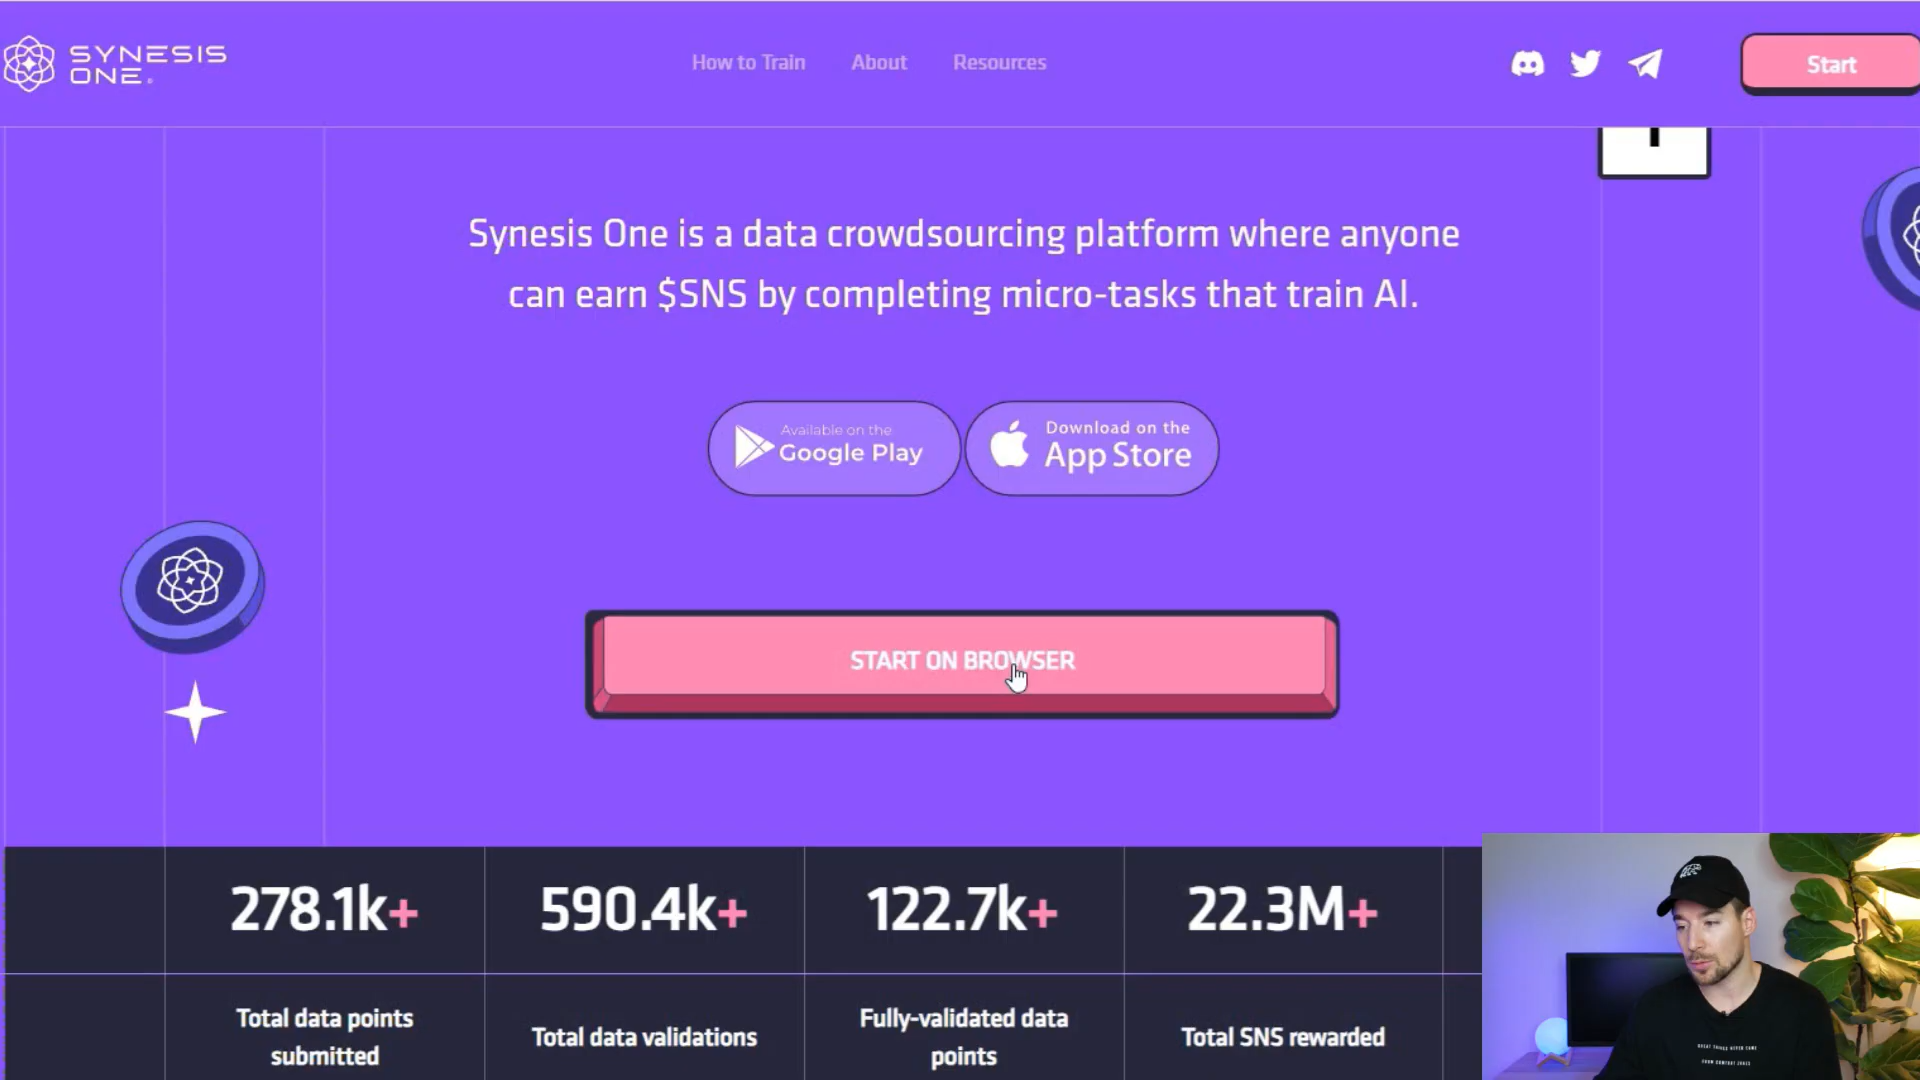 SYNESIS
ONE.
How to Train
About
Resources
Start
Synesis One is a data crowdsourcing platform where anyone
can earn $SNS by completing micro-tasks that train AI.
Available on the
Google Play
Download on the
App Store
START ON BROWSER
278.1k+
590.4k+
122.7k+
22.3M+
Total data points
submitted
Total data validations
Fully-validated data
points
Total SNS rewarded